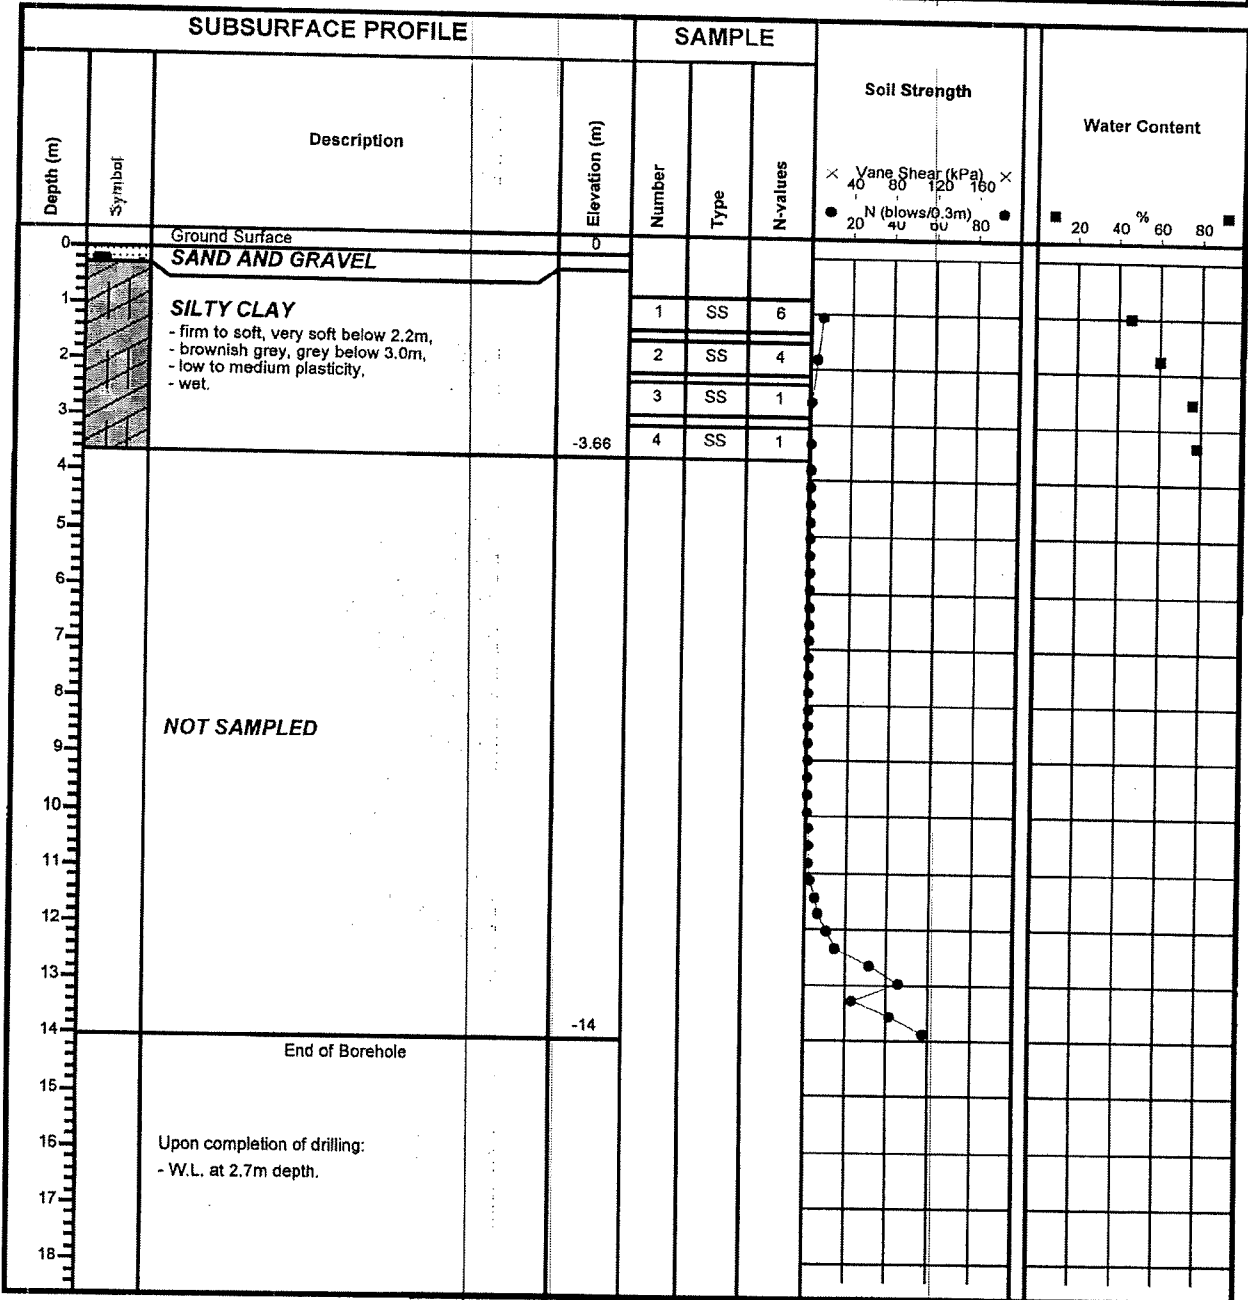 SUBSURFACE PROFILE
SAMPLE
Depth (m)
Symbol
Description
Elevation (m)
Number
Type
N-values
Soil Strength
× Vane Shear (kPa) ×
40 80 120 160
● N (blows/0.3m) ●
20 40 60 80
Water Content
■ % ■
20 40 60 80
Ground Surface
0
0
SAND AND GRAVEL
1
SILTY CLAY
- firm to soft, very soft below 2.2m,
- brownish grey, grey below 3.0m,
- low to medium plasticity,
- wet.
1 SS 6
2
2 SS 4
3
3 SS 1
-3.66
4 SS 1
4
5
6
7
8
NOT SAMPLED
9
10
11
12
13
14
-14
End of Borehole
15
16
Upon completion of drilling:
- W.L. at 2.7m depth.
17
18